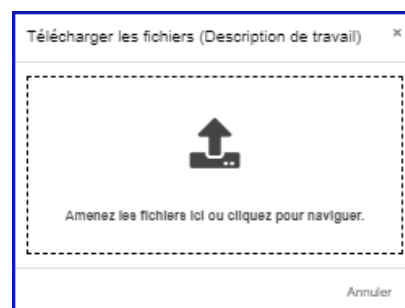 Télécharger les fichiers (Description de travail) ×
Amenez les fichiers ici ou cliquez pour naviguer.
Annuler